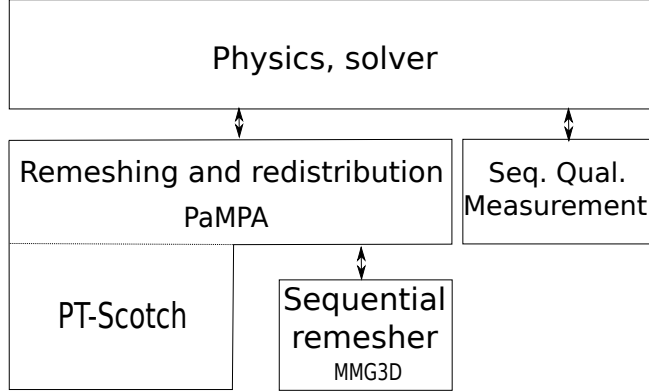 Physics, solver
Remeshing and redistribution
PaMPA
Seq. Qual.
Measurement
PT-Scotch
Sequential
remesher
MMG3D